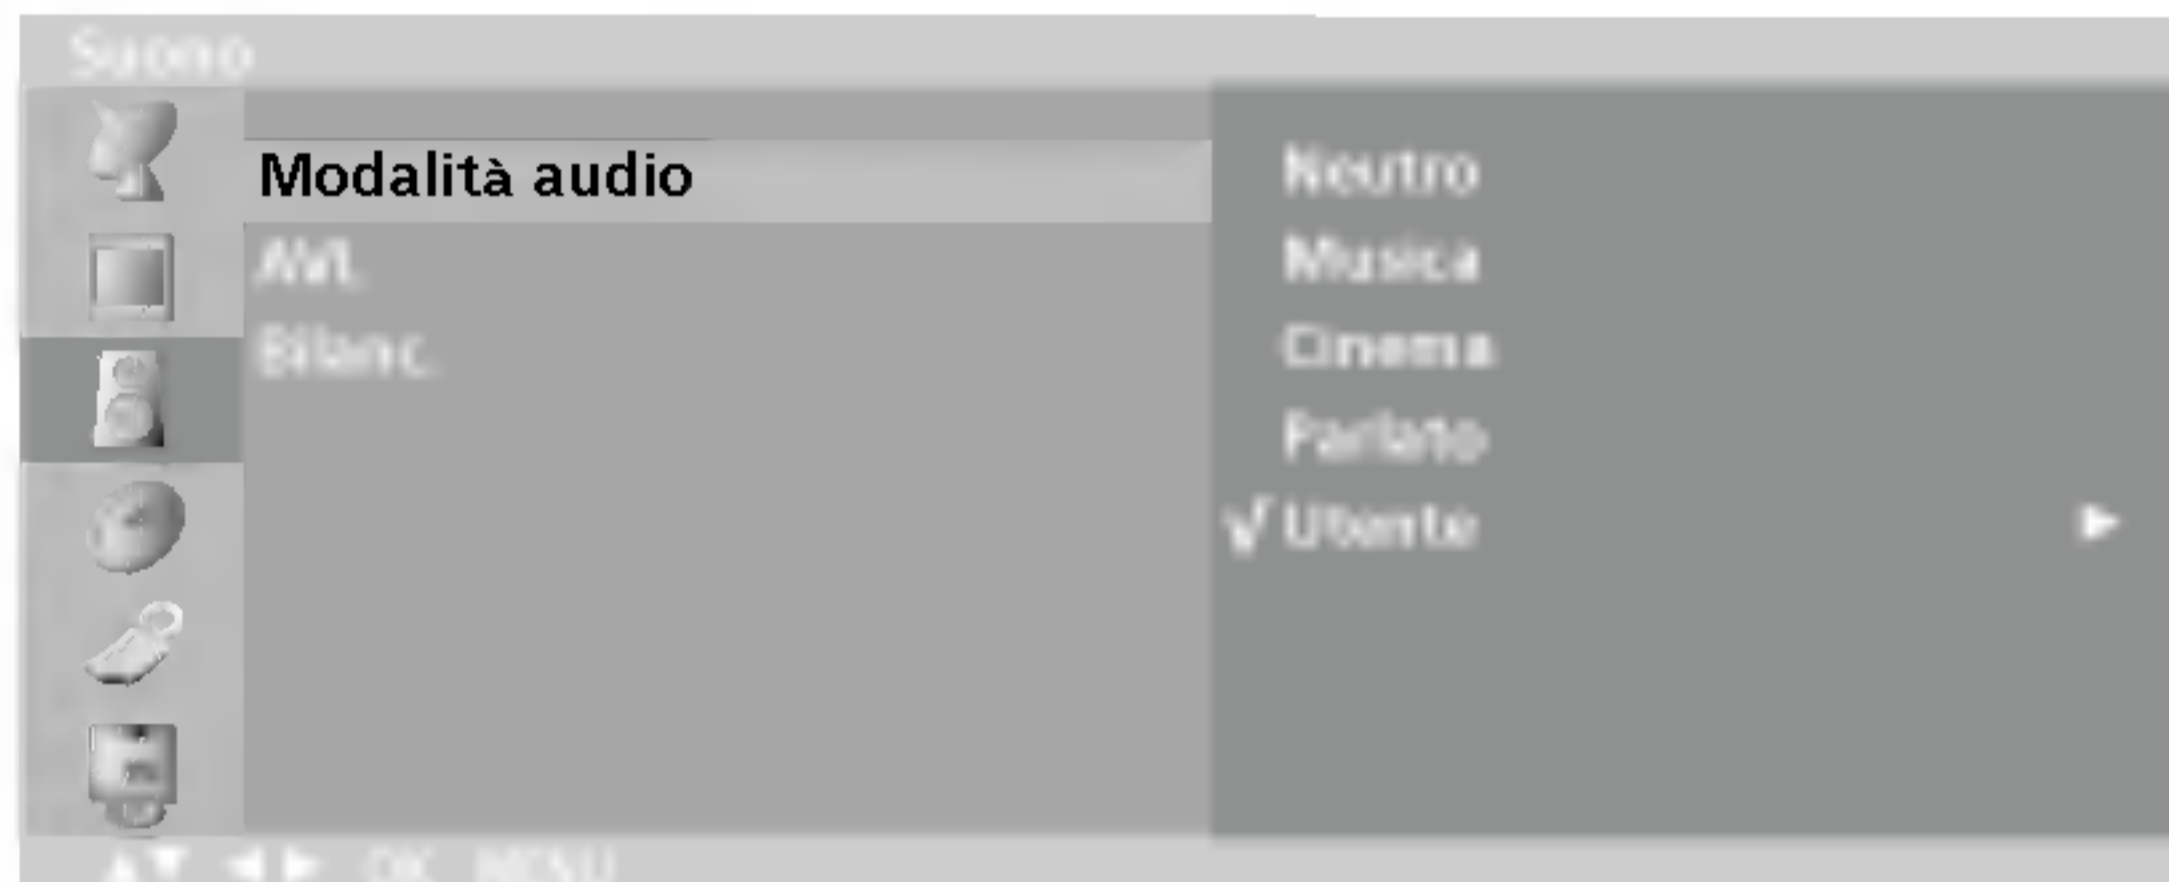 Suono
Modalità audio
AVL
Bilanc.
Neutro
Musica
Cinema
Parlato
√ Utente ►
▲▼ ◄► OK MENU